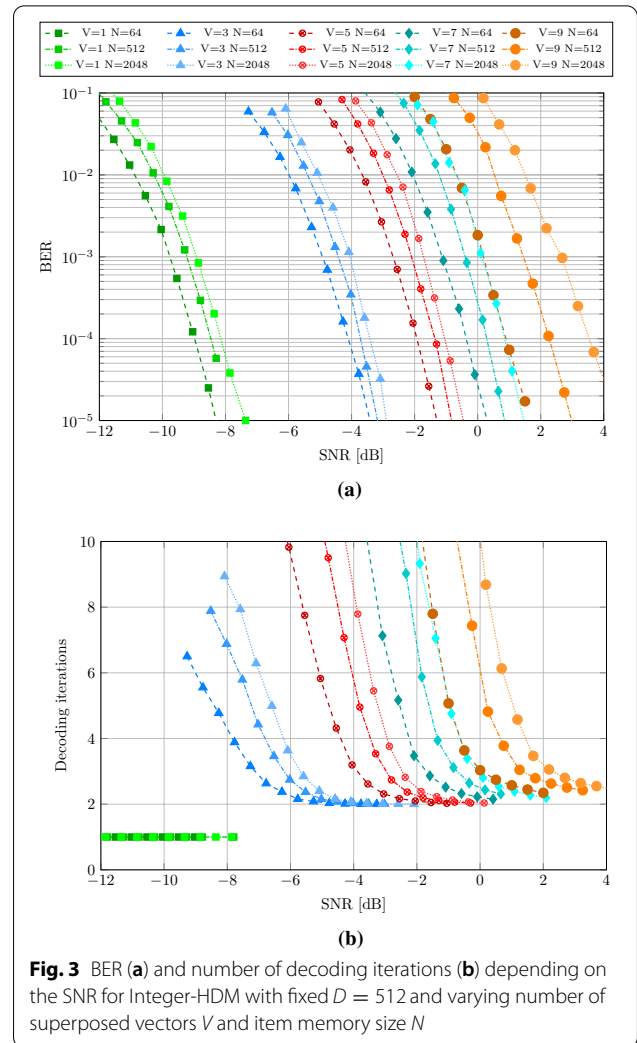 V=1 N=64 V=3 N=64 V=5 N=64 V=7 N=64 V=9 N=64
V=1 N=512 V=3 N=512 V=5 N=512 V=7 N=512 V=9 N=512
V=1 N=2048 V=3 N=2048 V=5 N=2048 V=7 N=2048 V=9 N=2048
10⁻¹
10⁻²
10⁻³
10⁻⁴
10⁻⁵
BER
−12 −10 −8 −6 −4 −2 0 2 4
SNR [dB]
(a)
10
8
6
4
2
0
Decoding iterations
−12 −10 −8 −6 −4 −2 0 2 4
SNR [dB]
(b)
Fig. 3 BER (a) and number of decoding iterations (b) depending on
the SNR for Integer-HDM with fixed D = 512 and varying number of
superposed vectors V and item memory size N